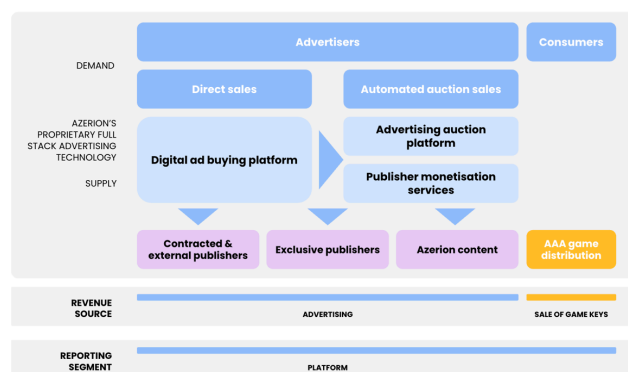 Advertisers
Consumers
DEMAND
Direct sales
Automated auction sales
AZERION'S
PROPRIETARY FULL
STACK ADVERTISING
TECHNOLOGY
Digital ad buying platform
Advertising auction
platform
Publisher monetisation
services
SUPPLY
Contracted &
external publishers
Exclusive publishers
Azerion content
AAA game
distribution
REVENUE
SOURCE
ADVERTISING
SALE OF GAME KEYS
REPORTING
SEGMENT
PLATFORM